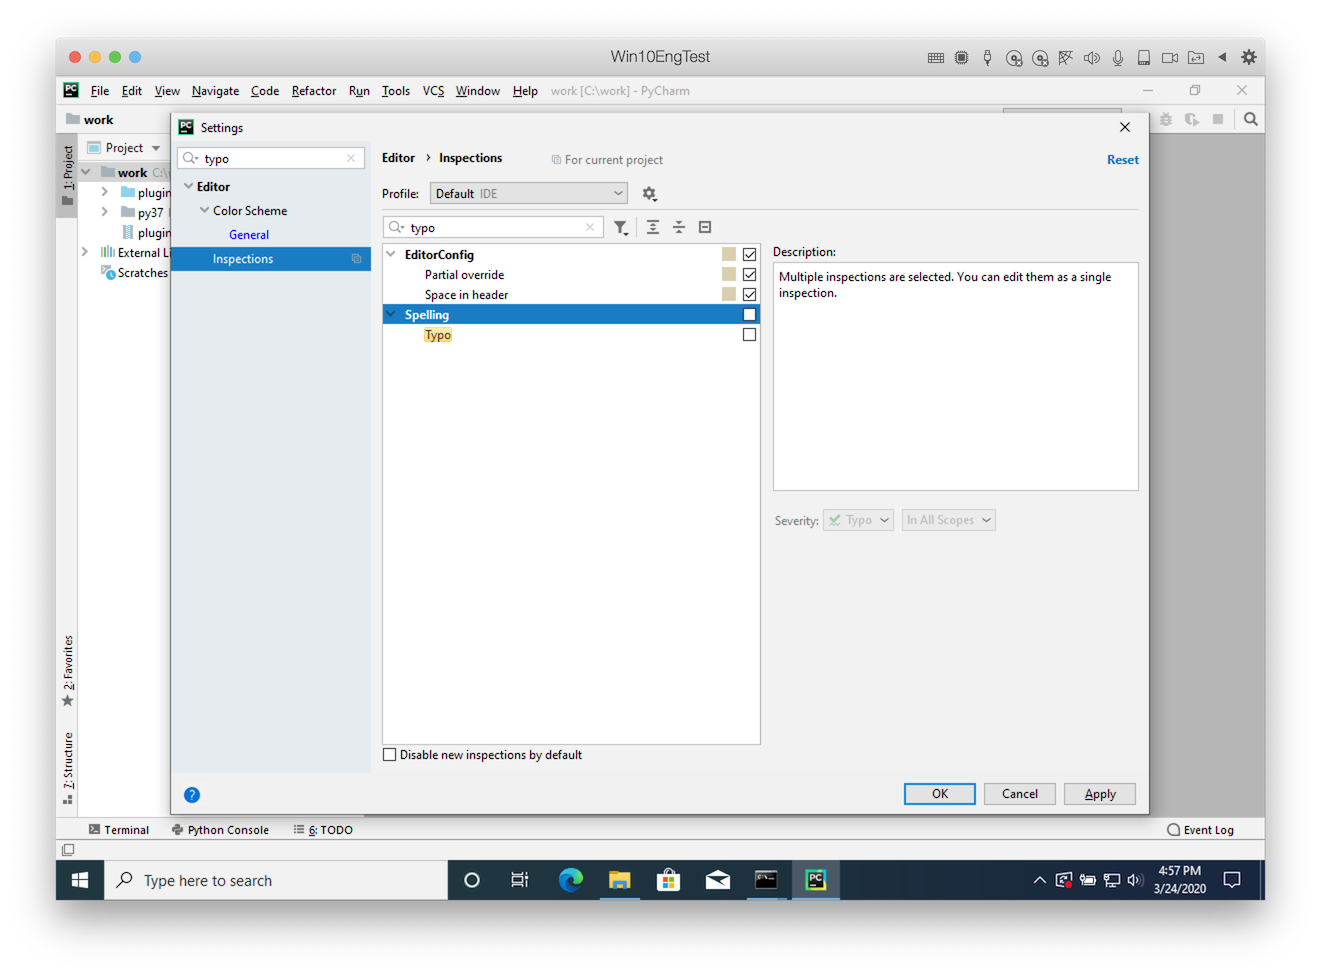 Win10EngTest
File Edit View Navigate Code Refactor Run Tools VCS Window Help work [C:\work] - PyCharm
work
Settings
1: Project
Project
work C:\
plugin
py37
plugin
External Li
Scratches
2: Favorites
7: Structure
typo
Editor
Color Scheme
General
Inspections
Editor › Inspections For current project Reset
Profile: Default IDE
typo
EditorConfig
Partial override
Space in header
Spelling
Typo
Description:
Multiple inspections are selected. You can edit them as a single
inspection.
Severity: Typo In All Scopes
Disable new inspections by default
? OK Cancel Apply
Terminal Python Console 6: TODO Event Log
Type here to search
4:57 PM
3/24/2020